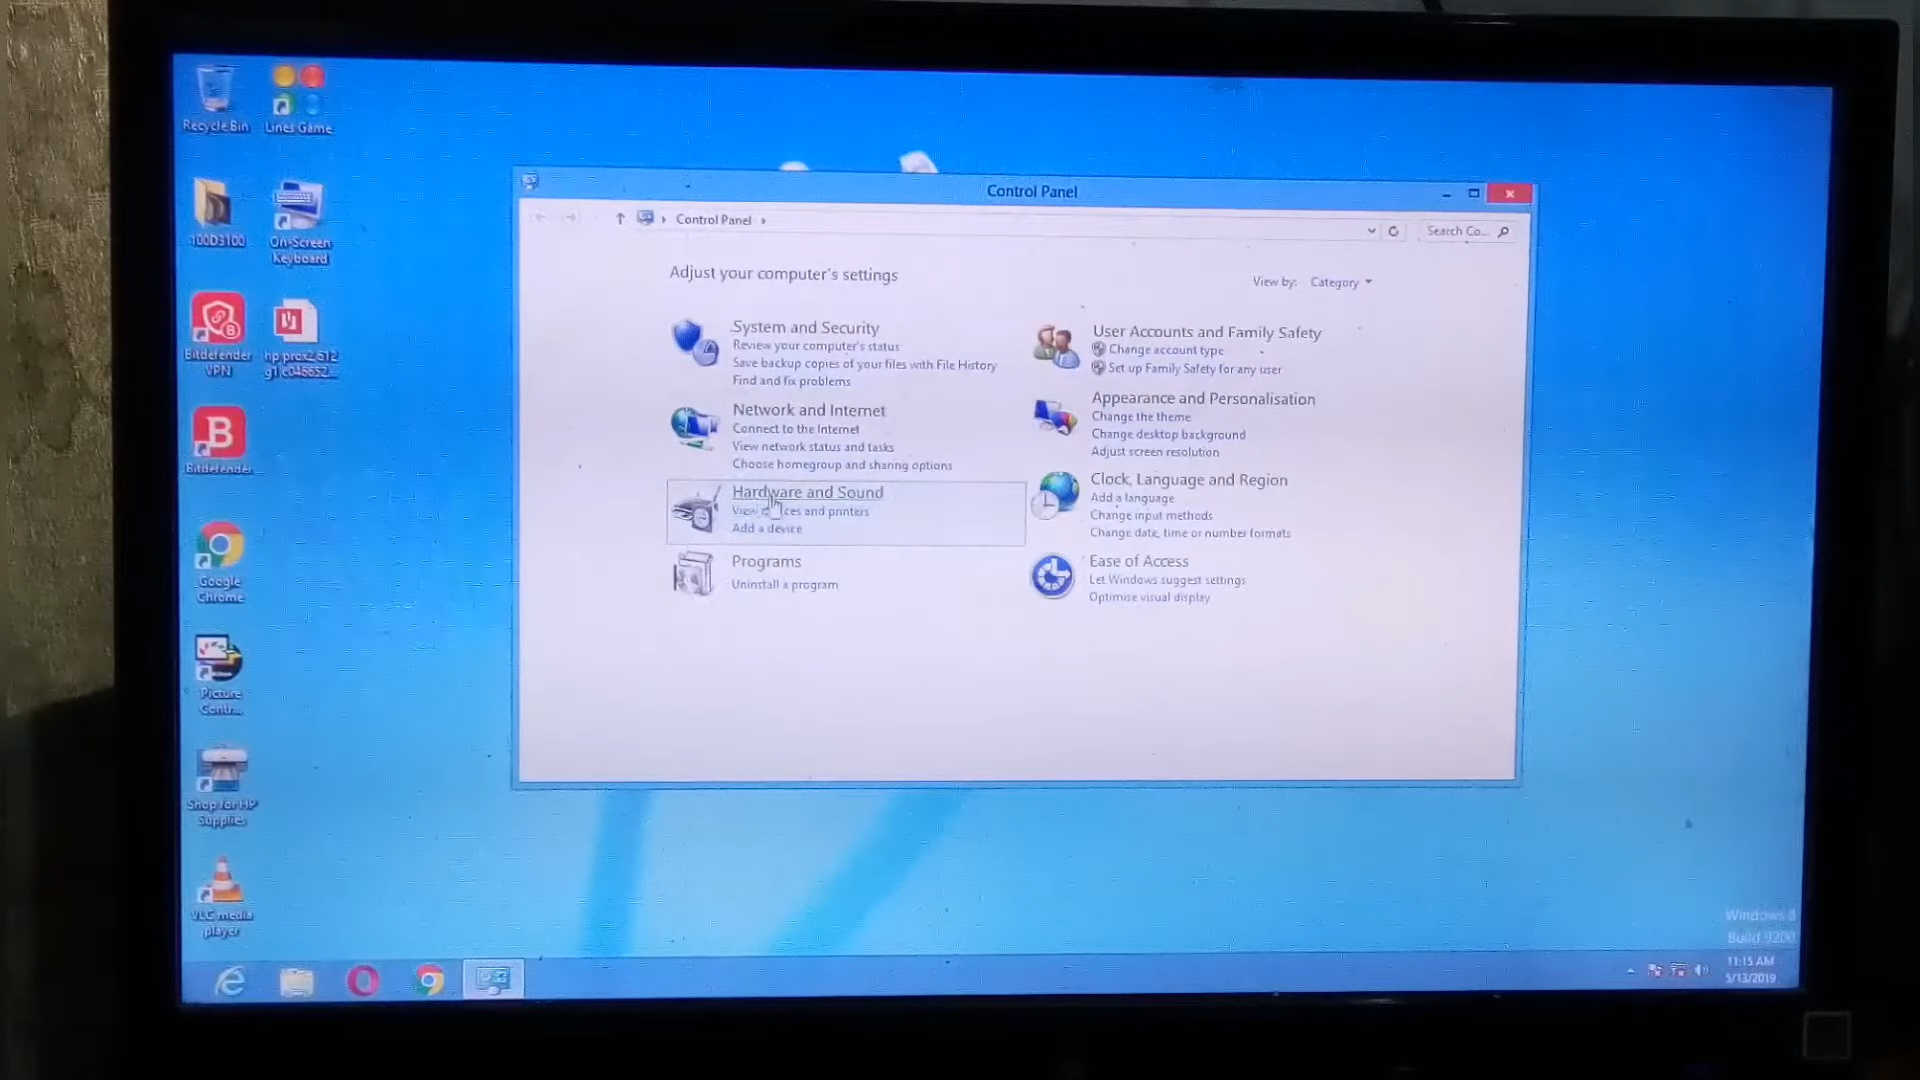 Recycle Bin
Lines Game
100D3100
On-Screen
Keyboard
Bitdefender
VPN
Bitdefender
Google
Chrome
Picture
Contr...
Shop for HP
Supplies
VLC media
player
Control Panel
Control Panel
Search Co...
Adjust your computer's settings
View by: Category
System and Security
Review your computer's status
Save backup copies of your files with File History
Find and fix problems
Network and Internet
Connect to the Internet
View network status and tasks
Choose homegroup and sharing options
Hardware and Sound
View and printers
Add a device
Programs
Uninstall a program
User Accounts and Family Safety
Change account type
Set up Family Safety for any user
Appearance and Personalisation
Change the theme
Change desktop background
Adjust screen resolution
Clock, Language and Region
Add a language
Change input methods
Change date, time or number formats
Ease of Access
Let Windows suggest settings
Optimise visual display
Windows 8
Build 9200
11:15 AM
5/13/2019